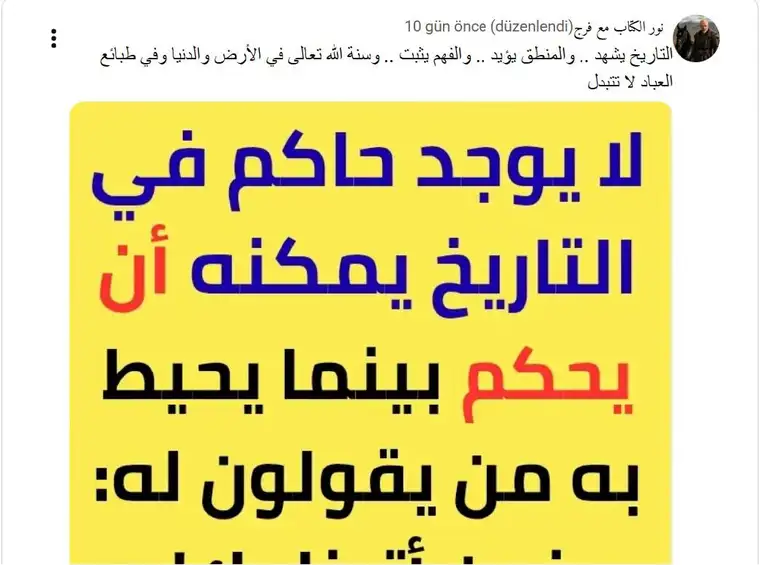 نور الكتاب مع فرج(düzenlendi) 10 gün önce
التاريخ يشهد .. والمنطق يؤيد .. والفهم يثبت .. وسنة الله تعالى في الأرض والدنيا وفي طبائع
العباد لا تتبدل
لا يوجد حاكم في
التاريخ يمكنه أن
يحكم بينما يحيط
به من يقولون له: